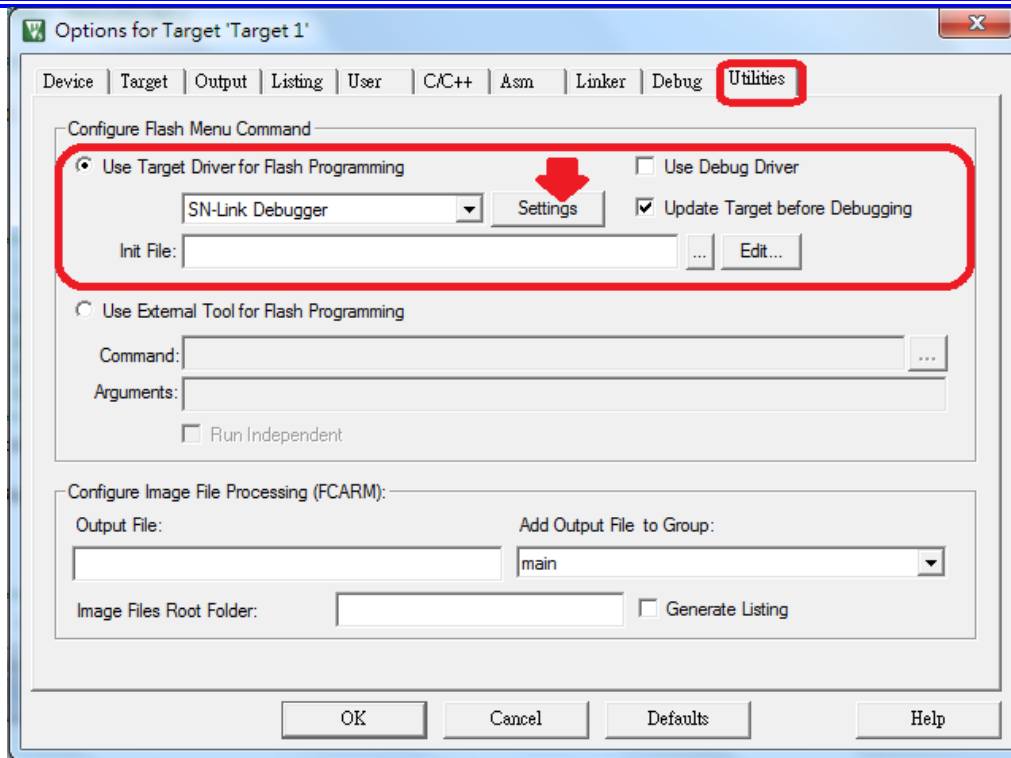 Options for Target 'Target 1'
Device Target Output Listing User C/C++ Asm Linker Debug Utilities
Configure Flash Menu Command
Use Target Driver for Flash Programming Use Debug Driver
SN-Link Debugger Settings Update Target before Debugging
Init File: ... Edit...
Use External Tool for Flash Programming
Command: ...
Arguments:
Run Independent
Configure Image File Processing (FCARM):
Output File: Add Output File to Group:
main
Image Files Root Folder: Generate Listing
OK Cancel Defaults Help